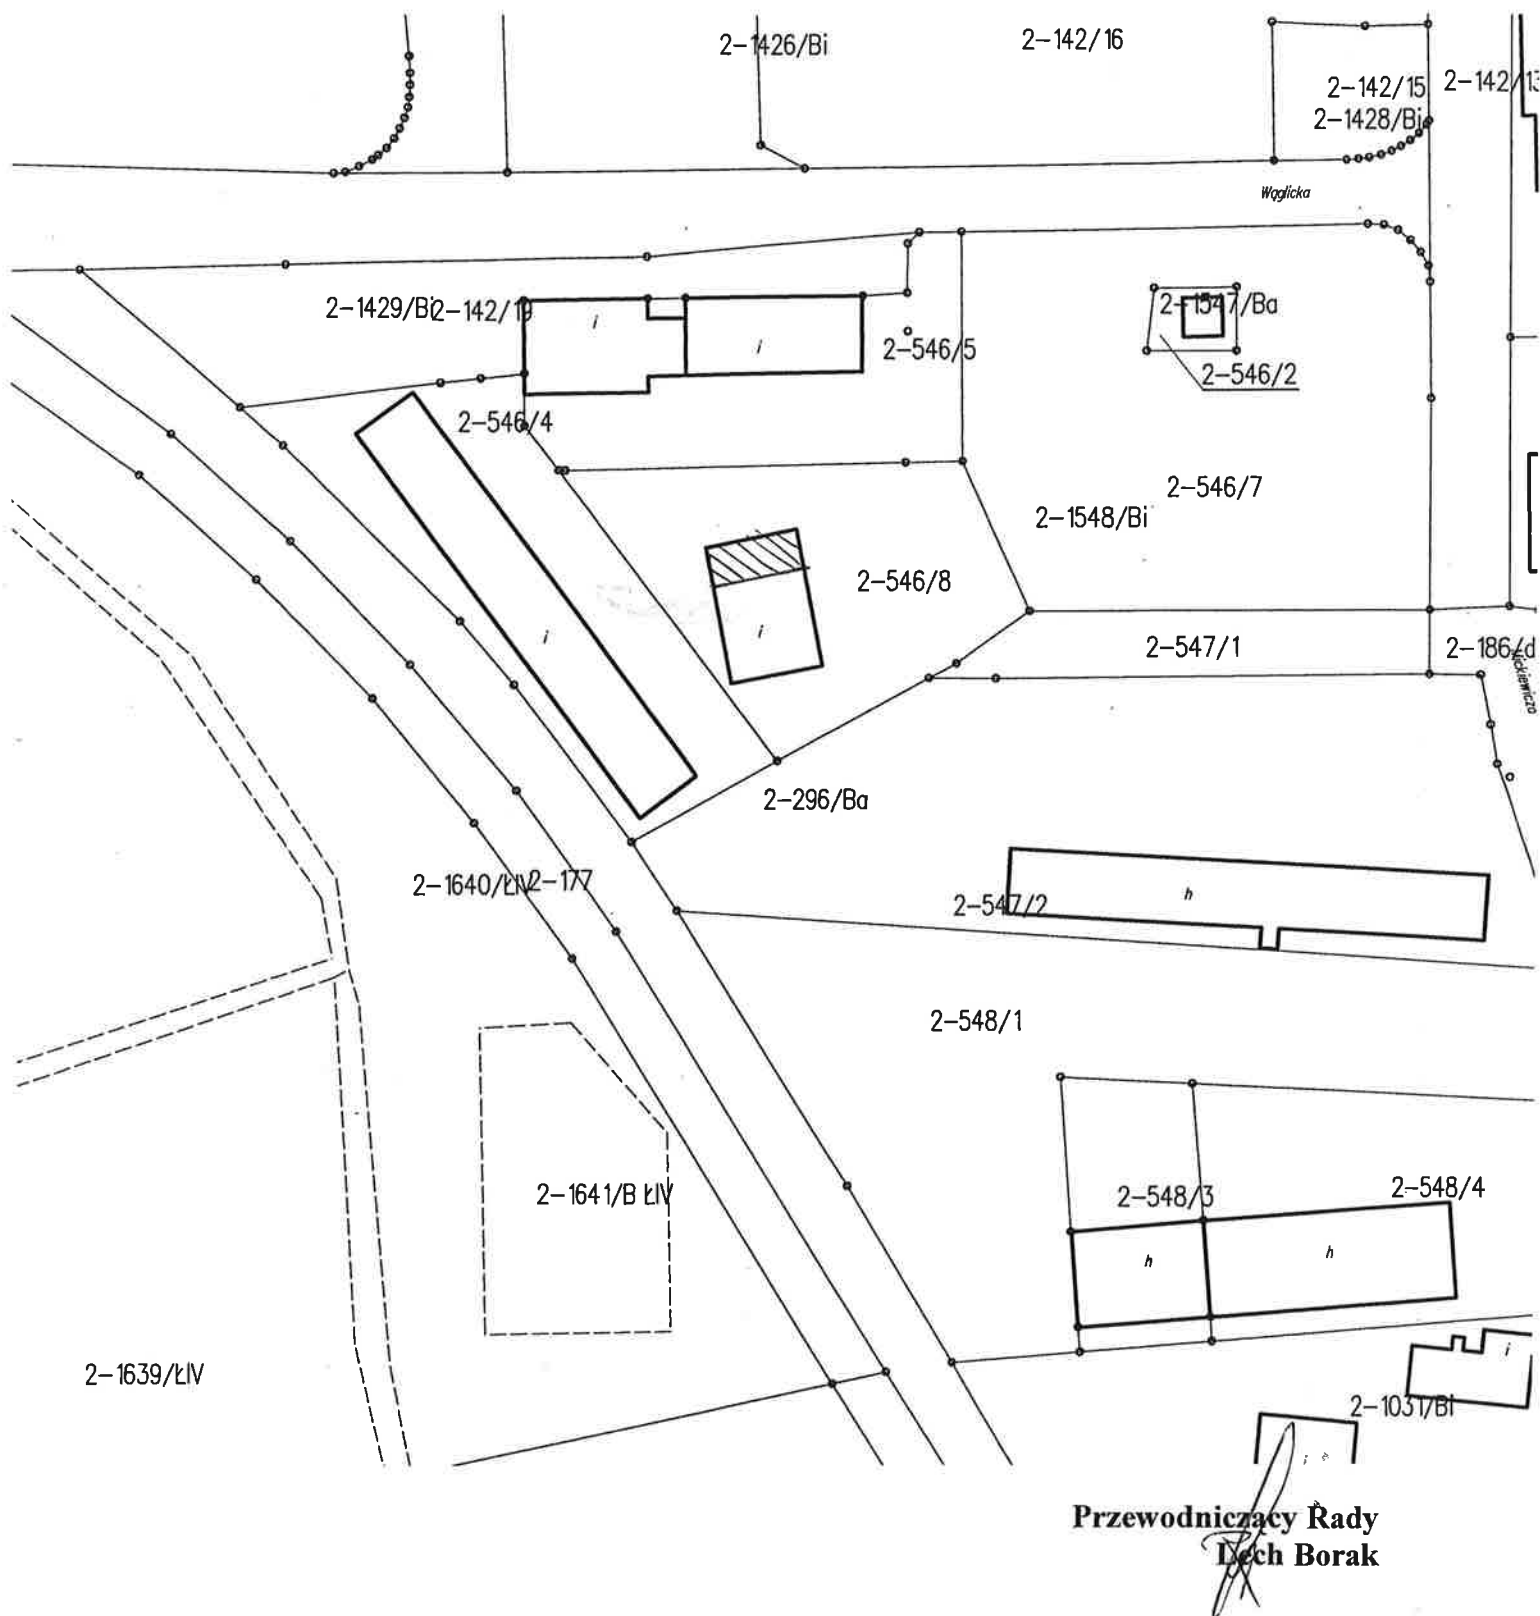 2-1426/Bi
2-142/16
2-142/15
2-142/13
2-1428/Bi
Wąglicka
2-1429/Bi
2-142/19
i
i
2-546/5
2-1547/Ba
2-546/2
2-546/4
2-546/7
2-1548/Bi
2-546/8
i
i
2-547/1
2-186/d
Mickiewicza
2-296/Ba
2-1640/ŁIV
2-177
2-547/2
h
2-548/1
2-1641/B ŁIV
2-548/3
2-548/4
h
h
2-1639/ŁIV
i
2-1031/Bi
i
Przewodniczący Rady
Lech Borak